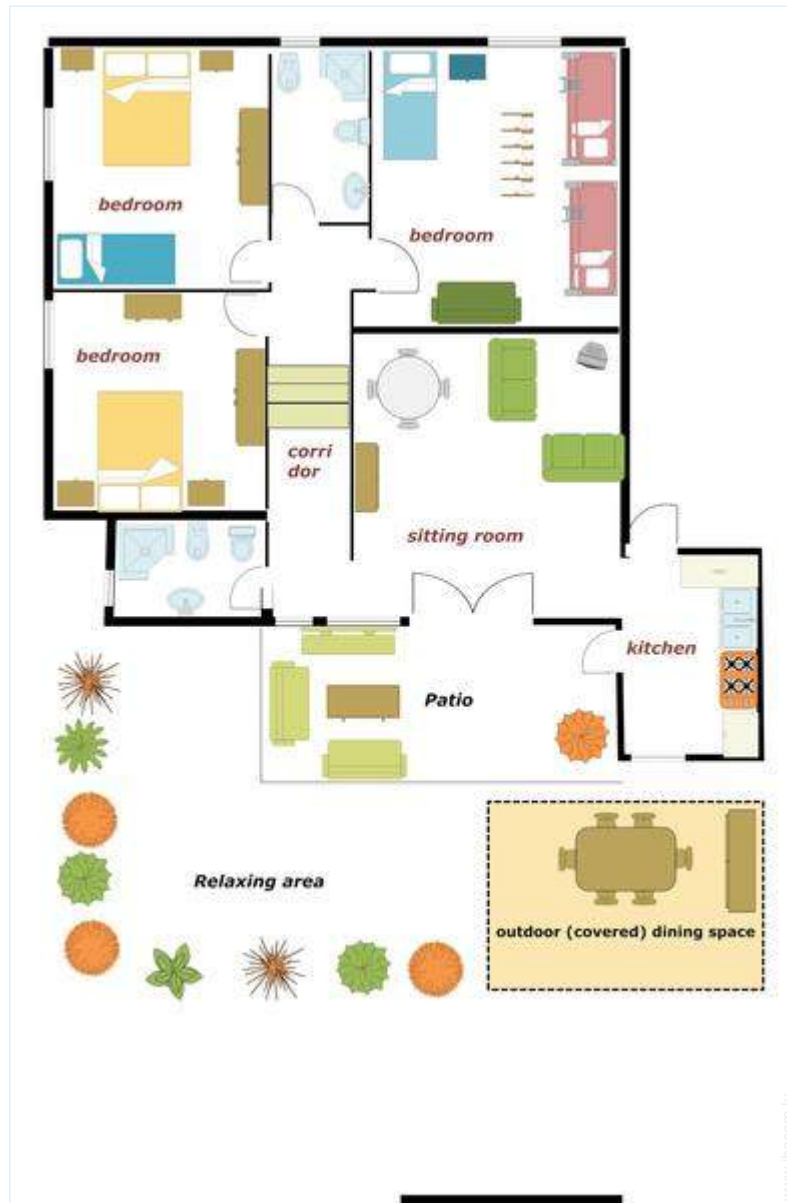 bedroom
bedroom
bedroom
corri
dor
sitting room
kitchen
Patio
Relaxing area
outdoor (covered) dining space